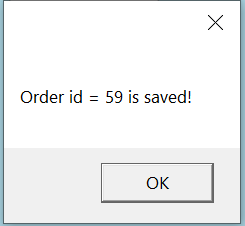 Order id = 59 is saved!
OK